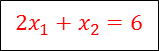 2x₁ + x₂ = 6